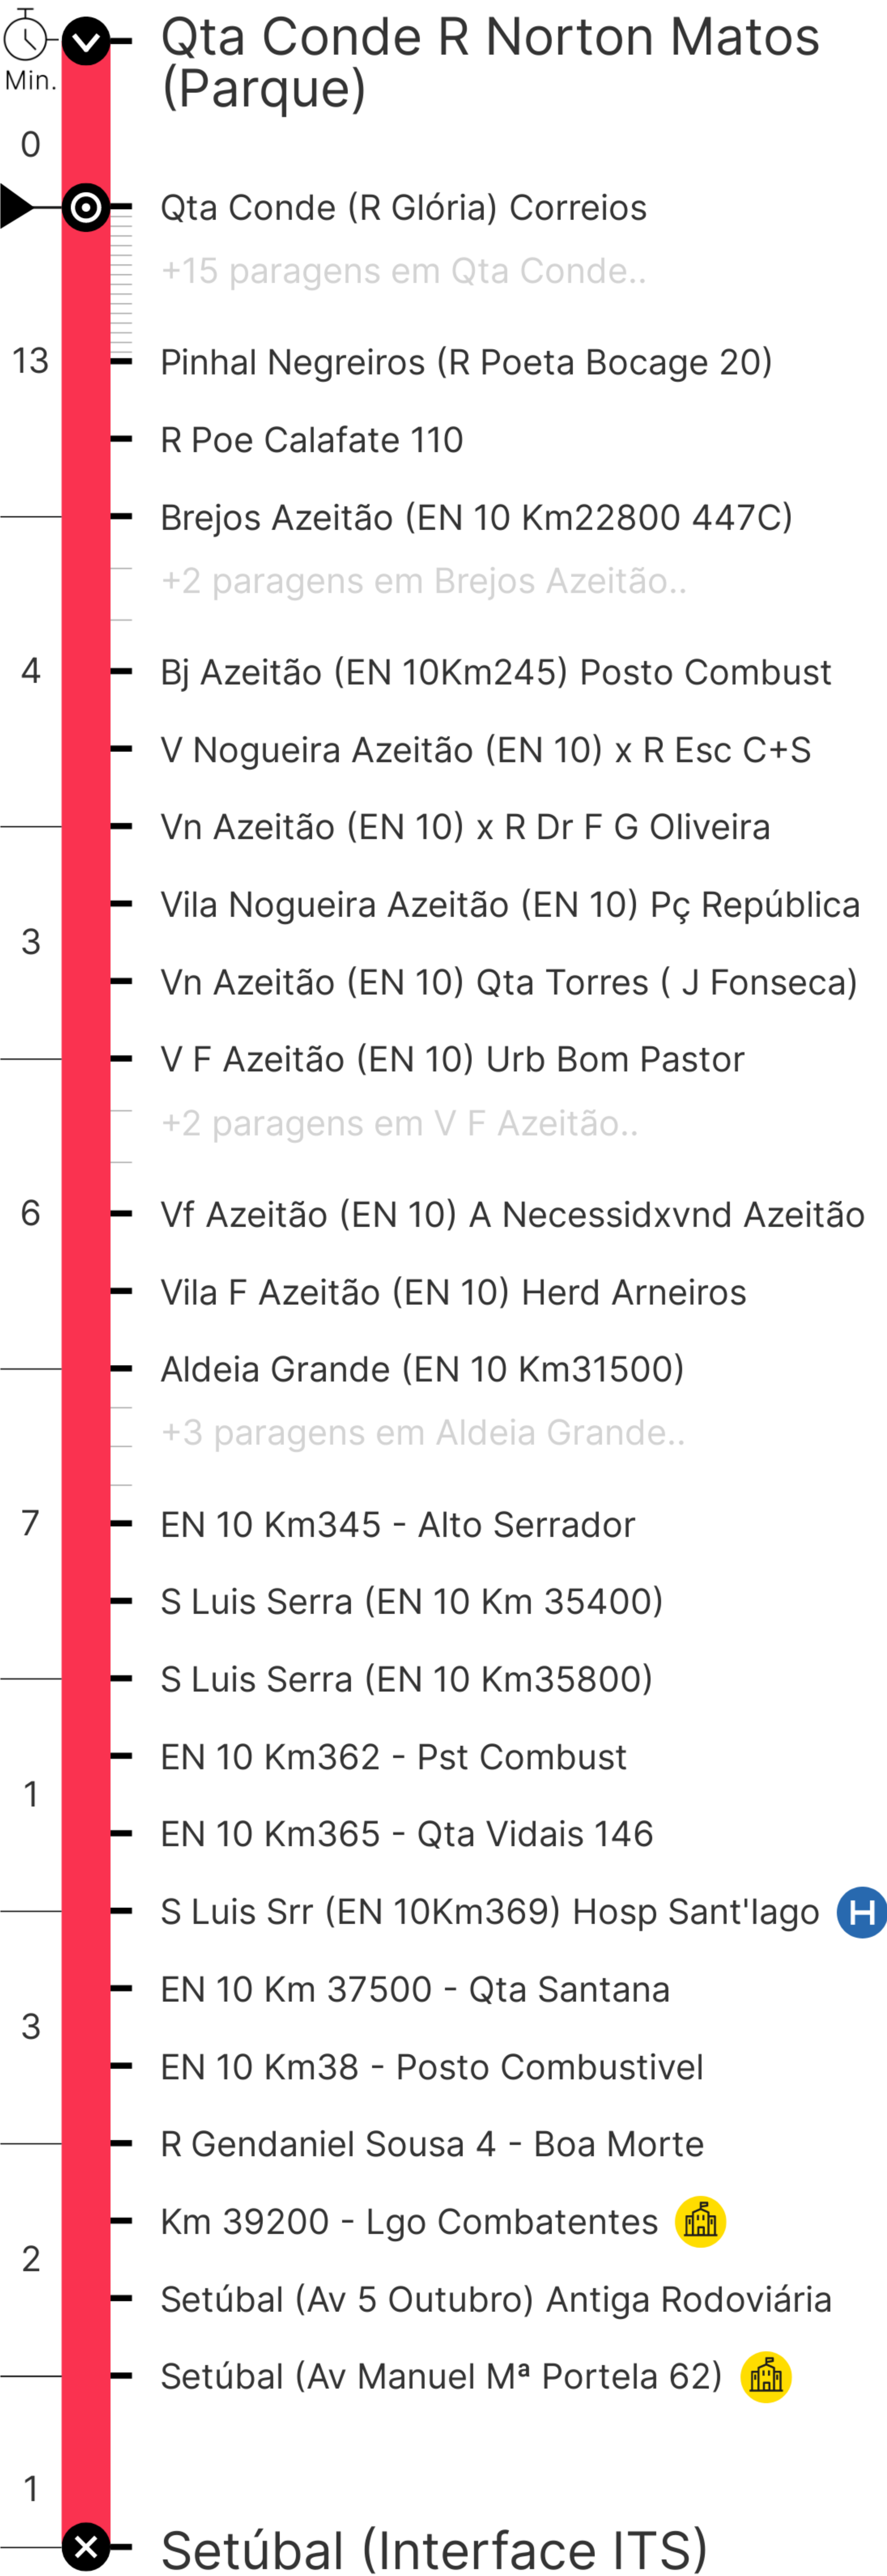 Qta Conde R Norton Matos
(Parque)
Min.
0
Qta Conde (R Glória) Correios
+15 paragens em Qta Conde..
13
Pinhal Negreiros (R Poeta Bocage 20)
R Poe Calafate 110
Brejos Azeitão (EN 10 Km22800 447C)
+2 paragens em Brejos Azeitão..
4
Bj Azeitão (EN 10Km245) Posto Combust
V Nogueira Azeitão (EN 10) x R Esc C+S
Vn Azeitão (EN 10) x R Dr F G Oliveira
Vila Nogueira Azeitão (EN 10) Pç República
3
Vn Azeitão (EN 10) Qta Torres ( J Fonseca)
V F Azeitão (EN 10) Urb Bom Pastor
+2 paragens em V F Azeitão..
6
Vf Azeitão (EN 10) A Necessidxvnd Azeitão
Vila F Azeitão (EN 10) Herd Arneiros
Aldeia Grande (EN 10 Km31500)
+3 paragens em Aldeia Grande..
7
EN 10 Km345 - Alto Serrador
S Luis Serra (EN 10 Km 35400)
S Luis Serra (EN 10 Km35800)
EN 10 Km362 - Pst Combust
1
EN 10 Km365 - Qta Vidais 146
S Luis Srr (EN 10Km369) Hosp Sant'Iago
H
EN 10 Km 37500 - Qta Santana
3
EN 10 Km38 - Posto Combustivel
R Gendaniel Sousa 4 - Boa Morte
Km 39200 - Lgo Combatentes
2
Setúbal (Av 5 Outubro) Antiga Rodoviária
Setúbal (Av Manuel Mª Portela 62)
1
Setúbal (Interface ITS)